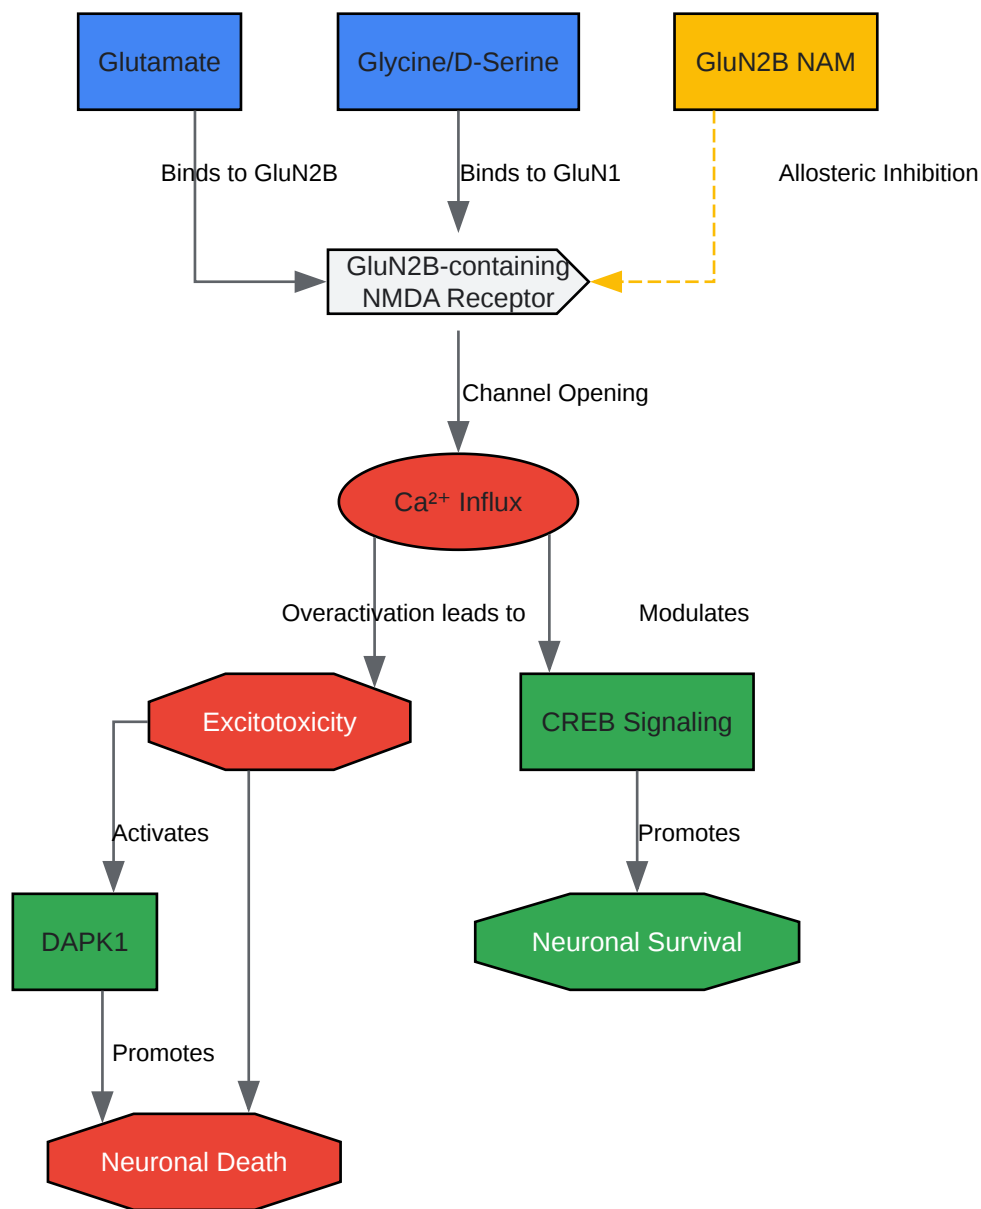 Glutamate
Glycine/D-Serine
GluN2B NAM
Binds to GluN2B
Binds to GluN1
Allosteric Inhibition
GluN2B-containing
NMDA Receptor
Channel Opening
Ca²⁺ Influx
Overactivation leads to
Modulates
Excitotoxicity
CREB Signaling
Activates
Promotes
DAPK1
Neuronal Survival
Promotes
Neuronal Death